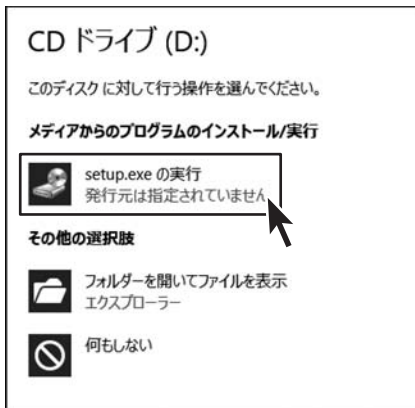 CD ドライブ (D:)
このディスク に対して行う操作を選んでください。
メディアからのプログラムのインストール/実行
setup.exe の実行
発行元は指定されていません
その他の選択肢
フォルダーを開いてファイルを表示
エクスプローラー
何もしない